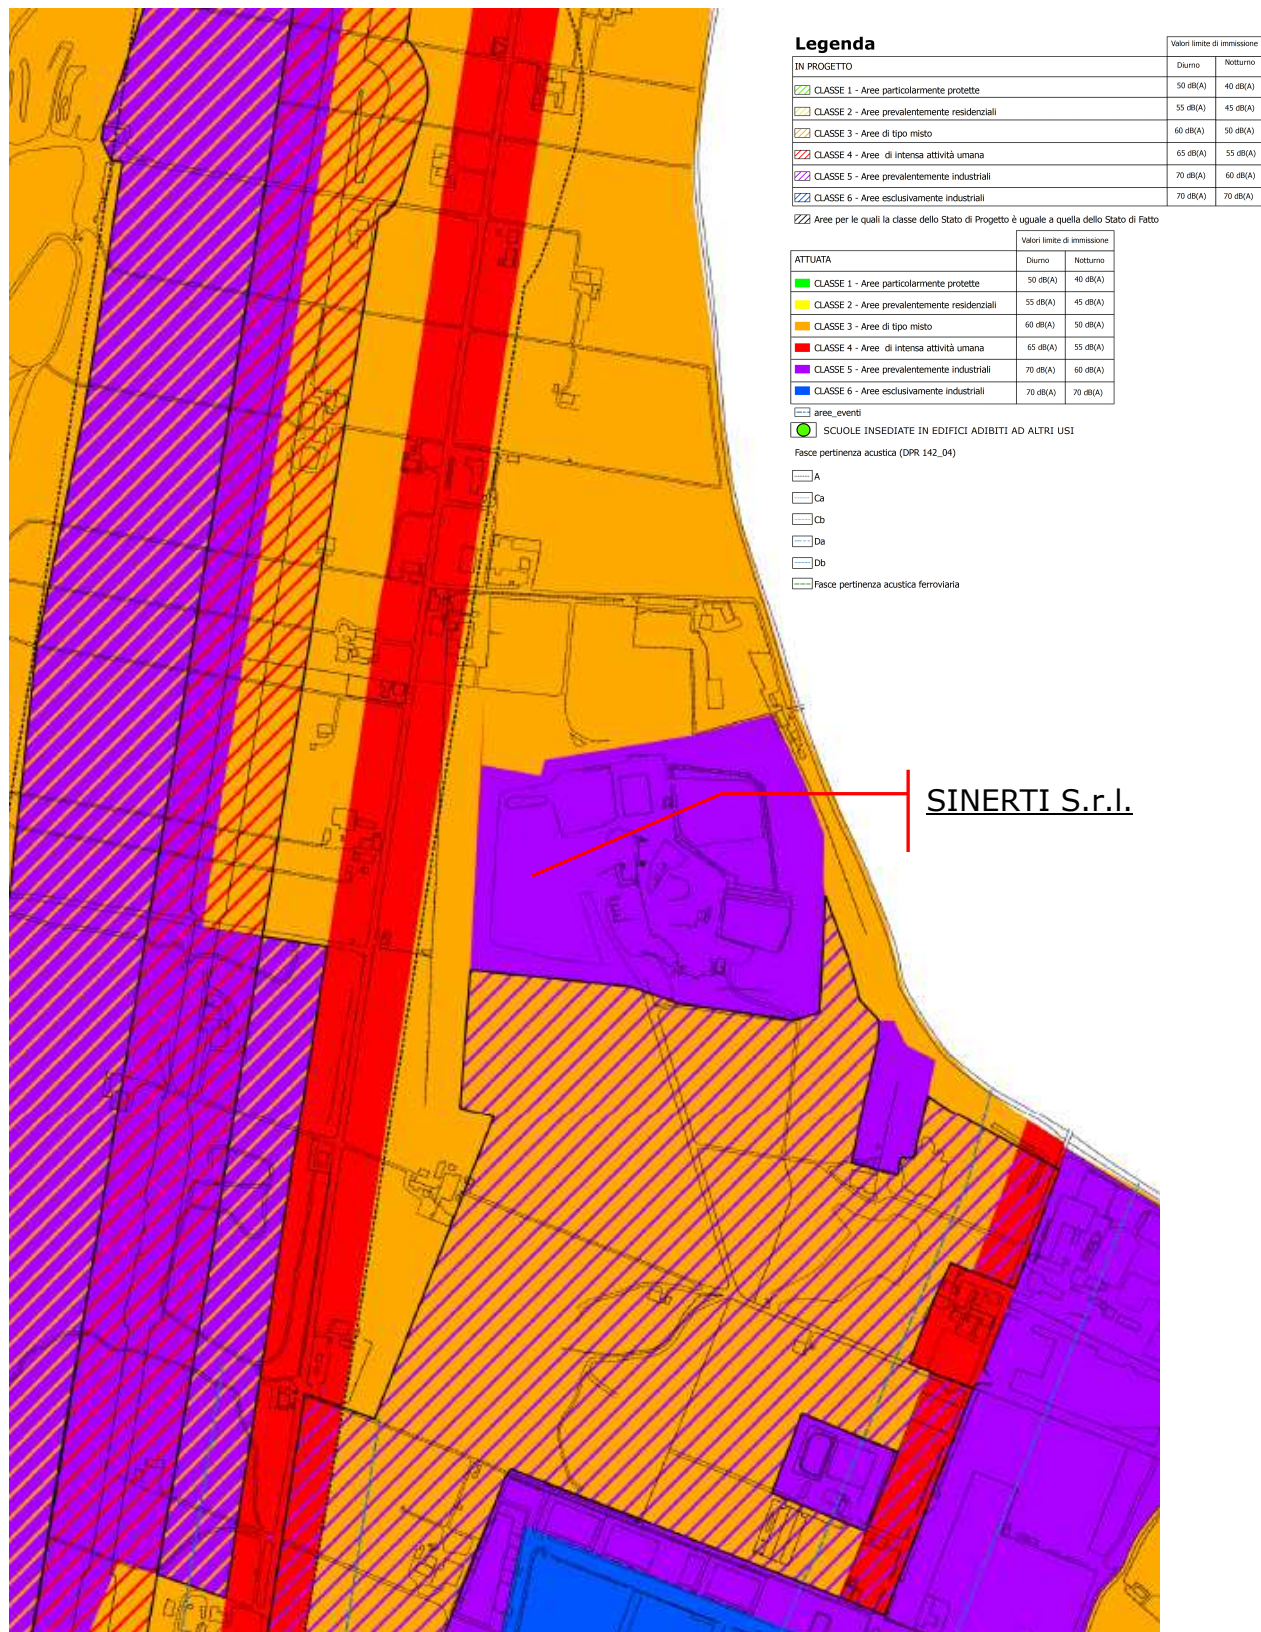 Legenda
Valori limite di immissione
IN PROGETTO Diurno Notturno
CLASSE 1 - Aree particolarmente protette 50 dB(A) 40 dB(A)
CLASSE 2 - Aree prevalentemente residenziali 55 dB(A) 45 dB(A)
CLASSE 3 - Aree di tipo misto 60 dB(A) 50 dB(A)
CLASSE 4 - Aree di intensa attività umana 65 dB(A) 55 dB(A)
CLASSE 5 - Aree prevalentemente industriali 70 dB(A) 60 dB(A)
CLASSE 6 - Aree esclusivamente industriali 70 dB(A) 70 dB(A)
Aree per le quali la classe dello Stato di Progetto è uguale a quella dello Stato di Fatto
Valori limite di immissione
ATTUATA Diurno Notturno
CLASSE 1 - Aree particolarmente protette 50 dB(A) 40 dB(A)
CLASSE 2 - Aree prevalentemente residenziali 55 dB(A) 45 dB(A)
CLASSE 3 - Aree di tipo misto 60 dB(A) 50 dB(A)
CLASSE 4 - Aree di intensa attività umana 65 dB(A) 55 dB(A)
CLASSE 5 - Aree prevalentemente industriali 70 dB(A) 60 dB(A)
CLASSE 6 - Aree esclusivamente industriali 70 dB(A) 70 dB(A)
aree_eventi
SCUOLE INSEDIATE IN EDIFICI ADIBITI AD ALTRI USI
Fasce pertinenza acustica (DPR 142_04)
A
Ca
Cb
Da
Db
Fasce pertinenza acustica ferroviaria
SINERTI S.r.l.